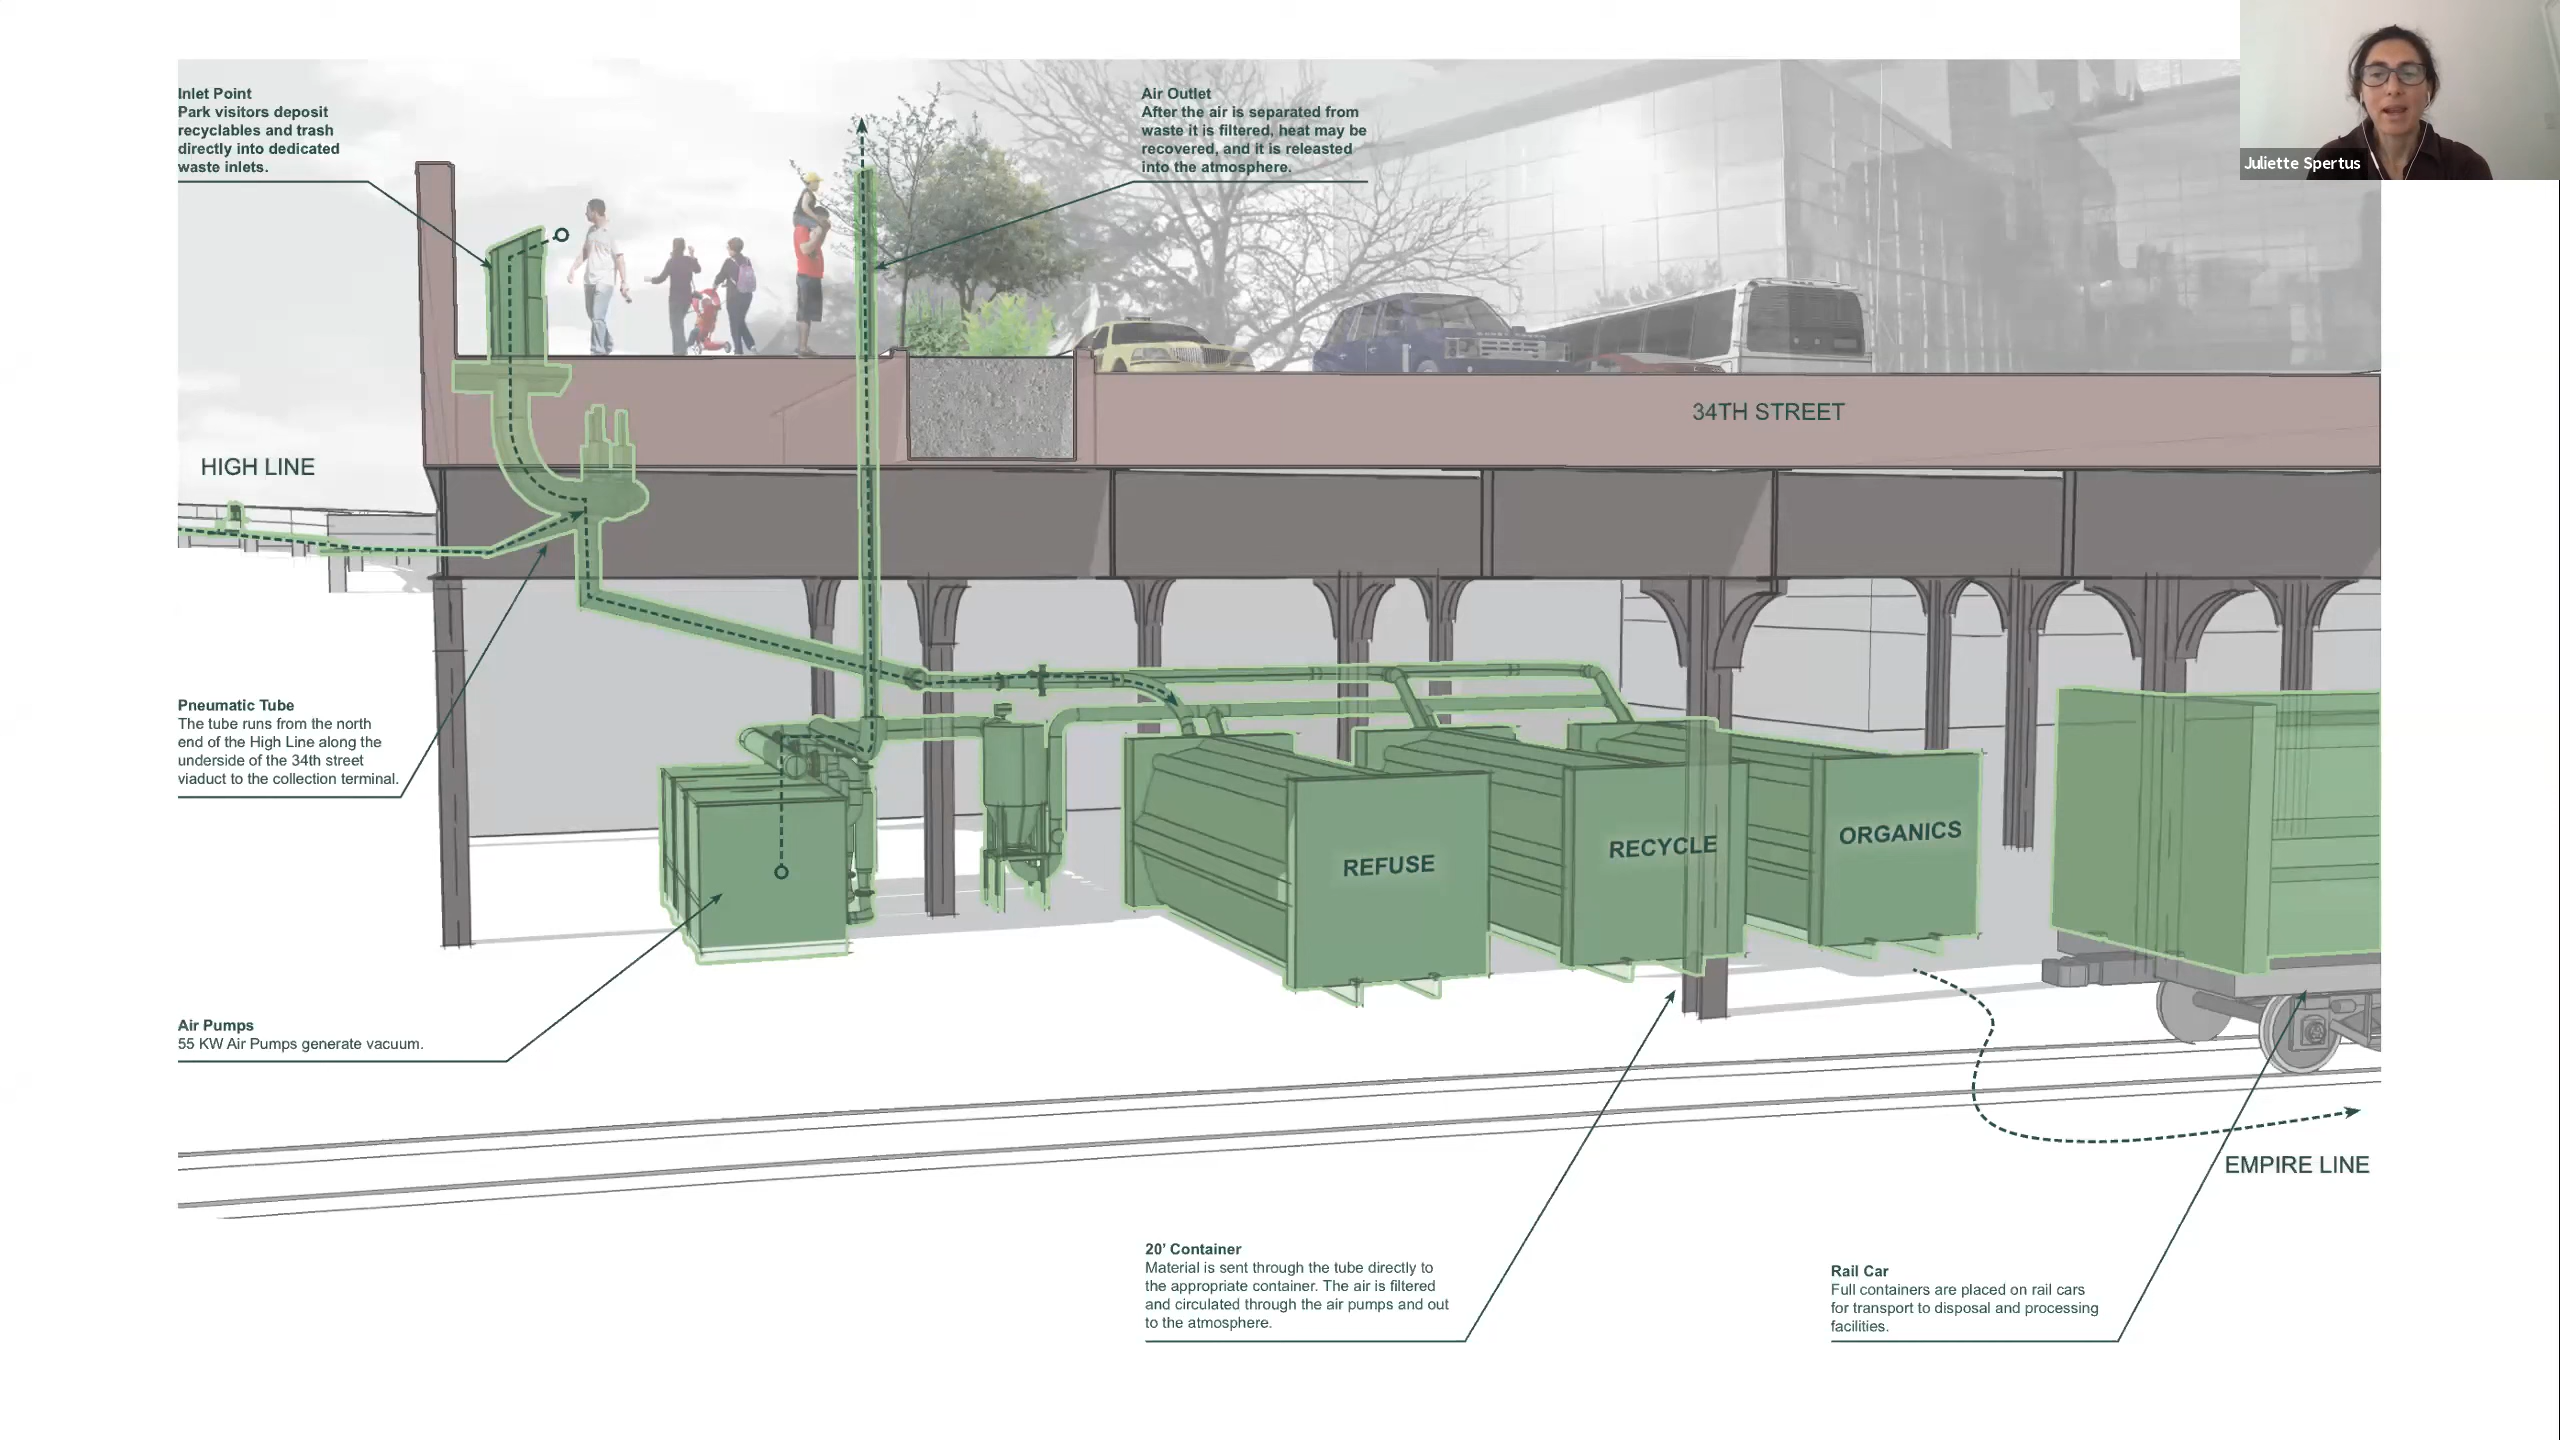 Inlet Point
Park visitors deposit
recyclables and trash
directly into dedicated
waste inlets.
Air Outlet
After the air is separated from
waste it is filtered, heat may be
recovered, and it is releasted
into the atmosphere.
Juliette Spertus
34TH STREET
HIGH LINE
Pneumatic Tube
The tube runs from the north
end of the High Line along the
underside of the 34th street
viaduct to the collection terminal.
REFUSE
RECYCLE
ORGANICS
Air Pumps
55 KW Air Pumps generate vacuum.
EMPIRE LINE
20' Container
Material is sent through the tube directly to
the appropriate container. The air is filtered
and circulated through the air pumps and out
to the atmosphere.
Rail Car
Full containers are placed on rail cars
for transport to disposal and processing
facilities.